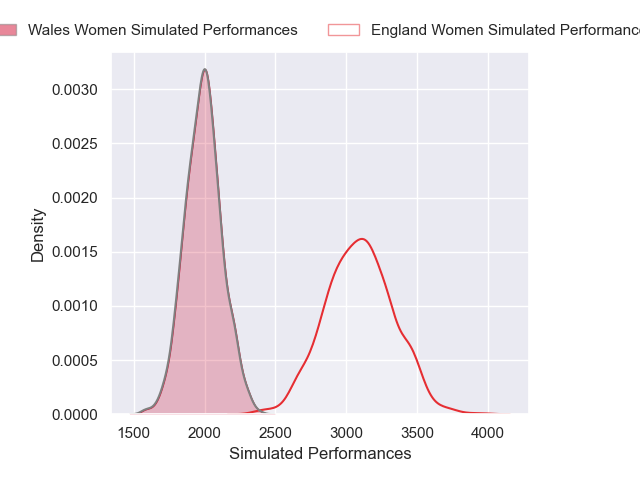 Wales Women Simulated Performances England Women Simulated Performanc
0.0030
0.0025
0.0020
0.0015
0.0010
0.0005
0.0000
Density
1500 2000 2500 3000 3500 4000
Simulated Performances